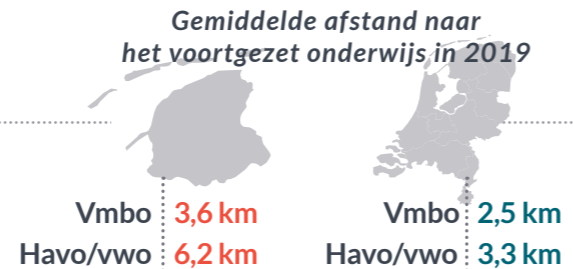 Gemiddelde afstand naar
het voortgezet onderwijs in 2019
Vmbo 3,6 km
Havo/vwo 6,2 km
Vmbo 2,5 km
Havo/vwo 3,3 km